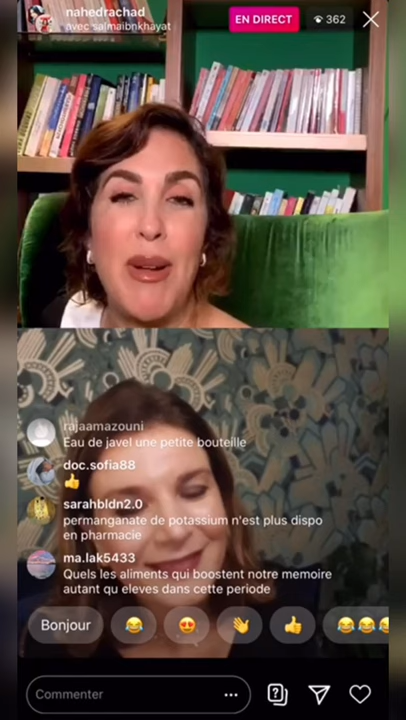 nahedrachad
avec salmaibnkhayat
EN DIRECT
362
rajaamazouni
Eau de javel une petite bouteille
doc.sofia88
👍
sarahbldn2.0
permanganate de potassium n'est plus dispo
en pharmacie
ma.lak5433
Quels les aliments qui boostent notre memoire
autant qu eleves dans cette periode
Bonjour 😂 😍 👋 👍 😂😂😂
Commenter